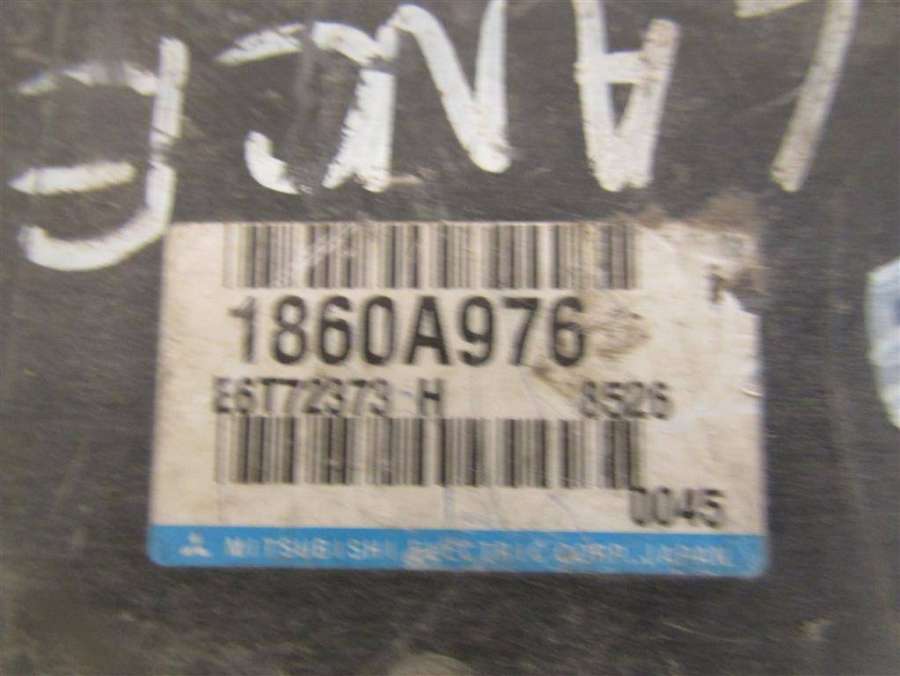 LANCE
1860A976
E6T72373 H 8526
0045
MITSUBISHI ELECTRIC CORP. JAPAN